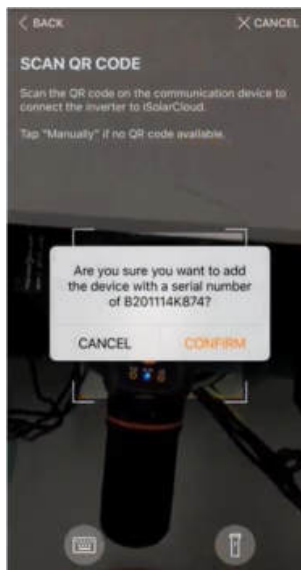 < BACK
X CANCEL
SCAN QR CODE
Scan the QR code on the communication device to
connect the inverter to iSolarCloud.
Tap "Manually" if no QR code available.
Are you sure you want to add
the device with a serial number
of B201114K874?
CANCEL
CONFIRM